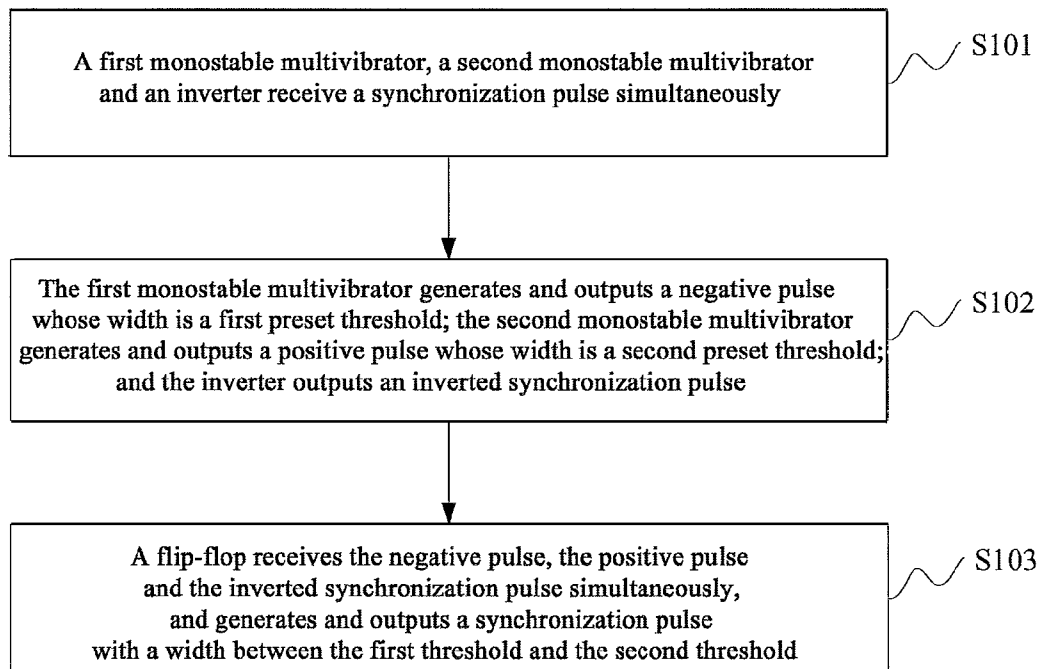 A first monostable multivibrator, a second monostable multivibrator
and an inverter receive a synchronization pulse simultaneously
S101
The first monostable multivibrator generates and outputs a negative pulse
whose width is a first preset threshold; the second monostable multivibrator
generates and outputs a positive pulse whose width is a second preset threshold;
and the inverter outputs an inverted synchronization pulse
S102
A flip-flop receives the negative pulse, the positive pulse
and the inverted synchronization pulse simultaneously,
and generates and outputs a synchronization pulse
with a width between the first threshold and the second threshold
S103